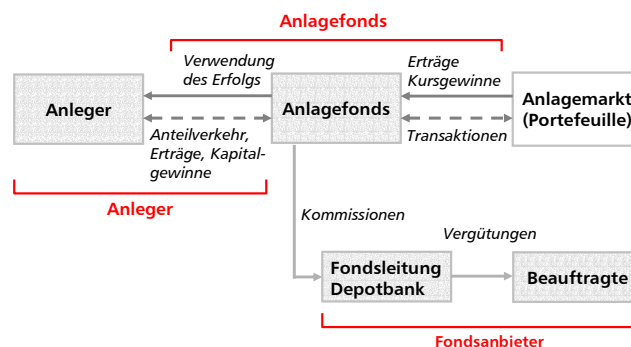 Anlagefonds
Verwendung
des Erfolgs
Erträge
Kursgewinne
Anleger
Anlagefonds
Anlagemarkt
(Portefeuille)
Anteilverkehr,
Erträge, Kapital-
gewinne
Transaktionen
Anleger
Kommissionen
Vergütungen
Fondsleitung
Depotbank
Beauftragte
Fondsanbieter